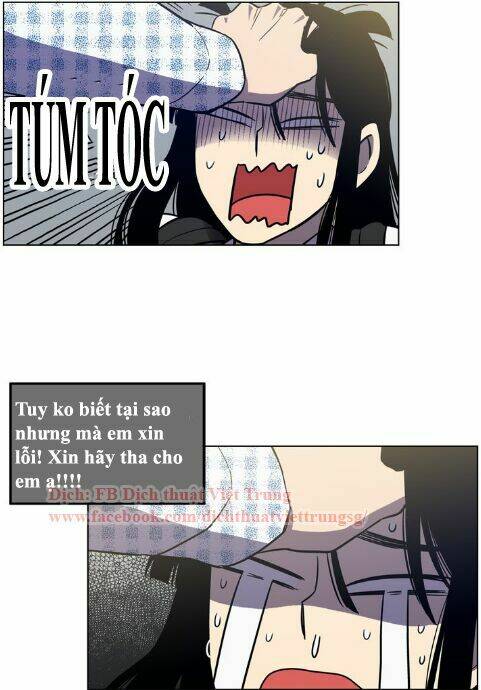 TÚM TÓC
Tuy ko biết tại sao
nhưng mà em xin
lỗi! Xin hãy tha cho
em a!!!!
Dịch: FB Dịch thuật Việt Trung
www.facebook.com/dichthuatviettrungsg/